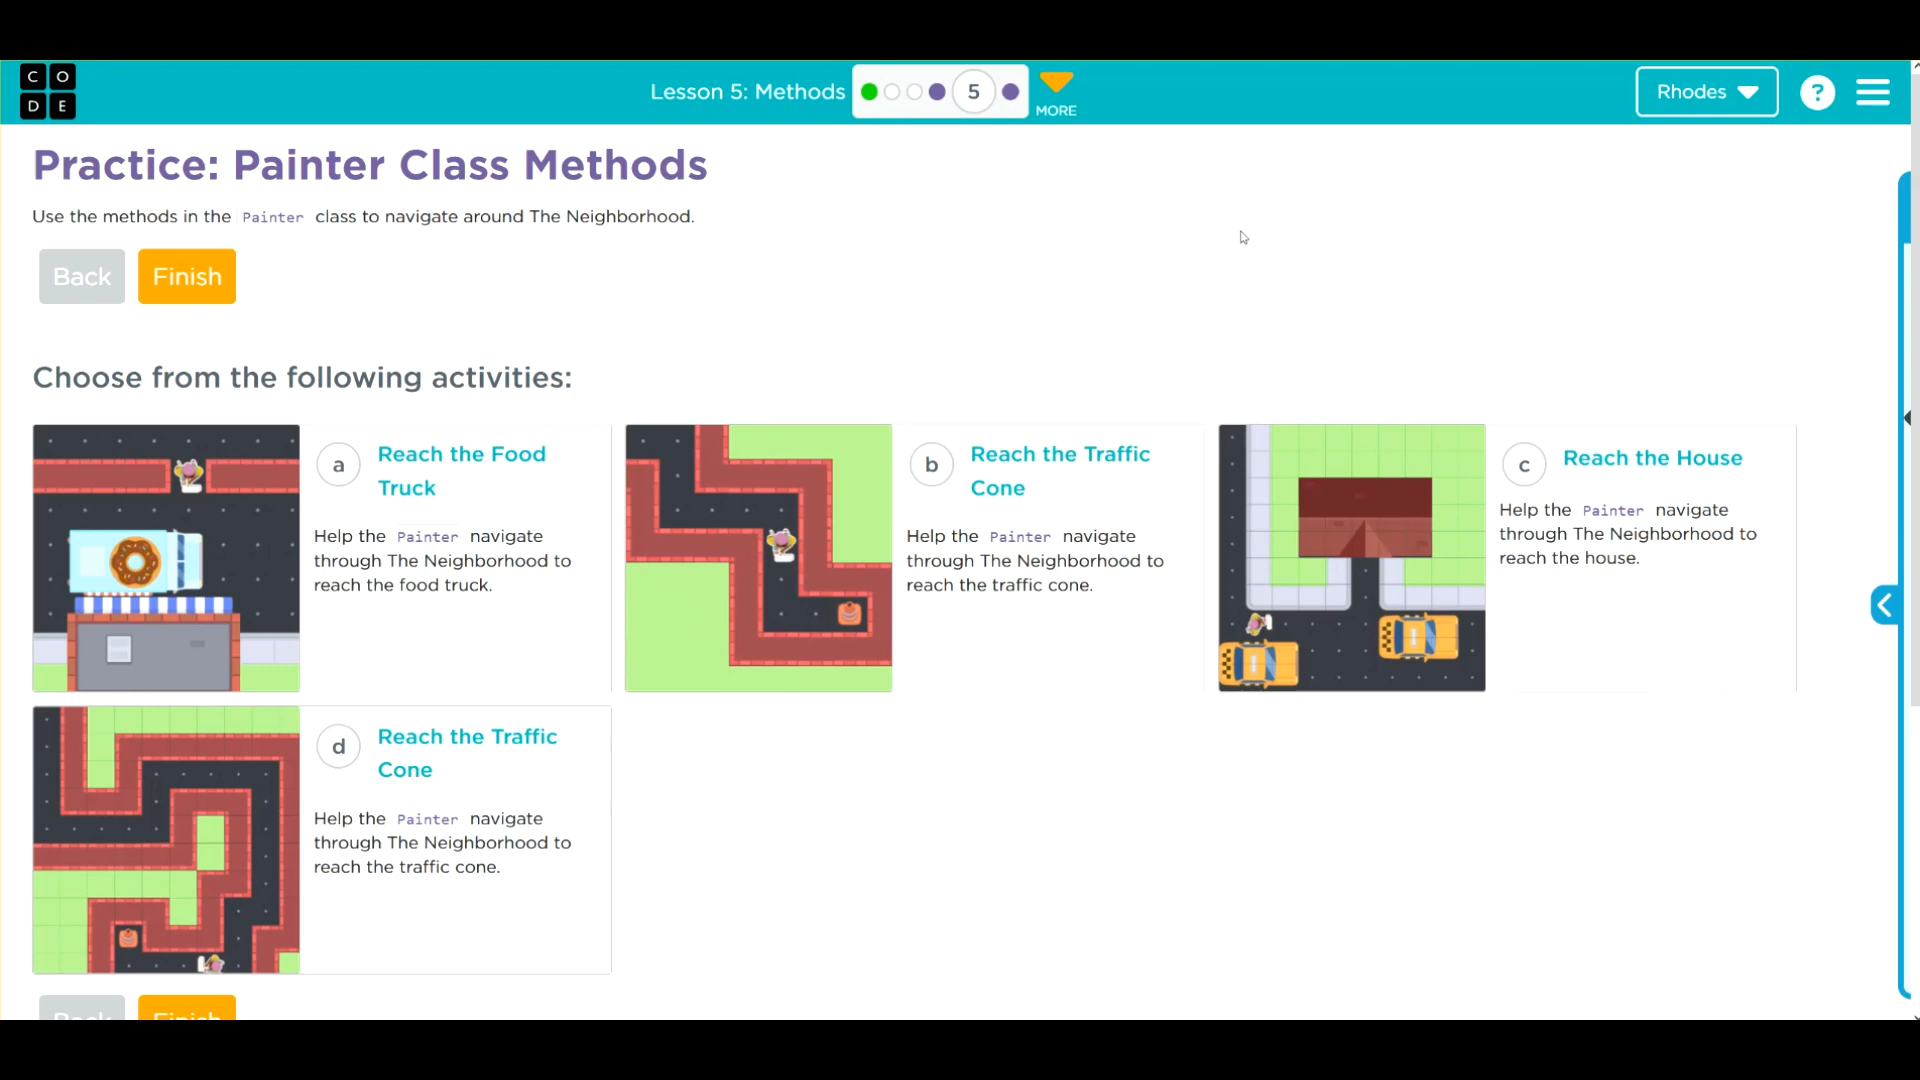 C O
D E
Lesson 5: Methods
5
MORE
Rhodes
?
Practice: Painter Class Methods
Use the methods in the Painter class to navigate around The Neighborhood.
Back
Finish
Choose from the following activities:
a
Reach the Food
Truck
Help the Painter navigate
through The Neighborhood to
reach the food truck.
b
Reach the Traffic
Cone
Help the Painter navigate
through The Neighborhood to
reach the traffic cone.
c
Reach the House
Help the Painter navigate
through The Neighborhood to
reach the house.
d
Reach the Traffic
Cone
Help the Painter navigate
through The Neighborhood to
reach the traffic cone.
Back
Finish